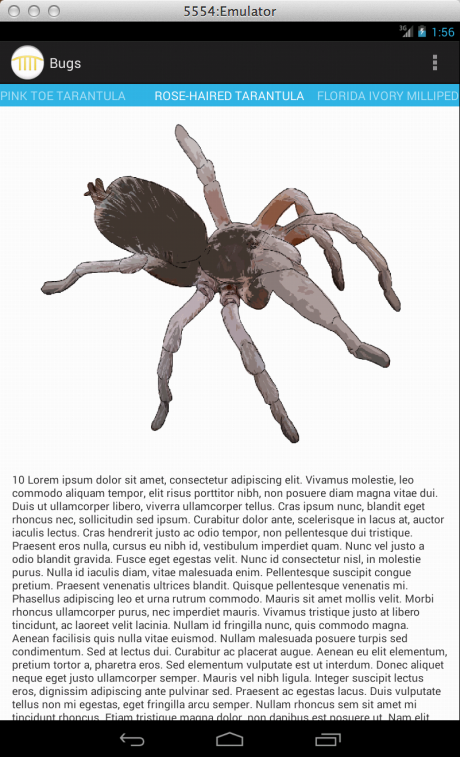 5554:Emulator
3G 1:56
Bugs
PINK TOE TARANTULA ROSE-HAIRED TARANTULA FLORIDA IVORY MILLIPED
10 Lorem ipsum dolor sit amet, consectetur adipiscing elit. Vivamus molestie, leo
commodo aliquam tempor, elit risus porttitor nibh, non posuere diam magna vitae dui.
Duis ut ullamcorper libero, viverra ullamcorper tellus. Cras ipsum nunc, blandit eget
rhoncus nec, sollicitudin sed ipsum. Curabitur dolor ante, scelerisque in lacus at, auctor
iaculis lectus. Cras hendrerit justo ac odio tempor, non pellentesque dui tristique.
Praesent eros nulla, cursus eu nibh id, vestibulum imperdiet quam. Nunc vel justo a
odio blandit gravida. Fusce eget egestas velit. Nunc id consectetur nisl, in molestie
purus. Nulla id iaculis diam, vitae malesuada enim. Pellentesque suscipit congue
pretium. Praesent venenatis ultrices blandit. Quisque pellentesque venenatis mi.
Phasellus adipiscing leo et urna rutrum commodo. Mauris sit amet mollis velit. Morbi
rhoncus ullamcorper purus, nec imperdiet mauris. Vivamus tristique justo at libero
tincidunt, ac laoreet velit lacinia. Nullam id fringilla nunc, quis commodo magna.
Aenean facilisis quis nulla vitae euismod. Nullam malesuada posuere turpis sed
condimentum. Sed at lectus dui. Curabitur ac placerat augue. Aenean eu elit elementum,
pretium tortor a, pharetra eros. Sed elementum vulputate est ut interdum. Donec aliquet
neque eget justo ullamcorper semper. Mauris vel nibh ligula. Integer suscipit lectus
eros, dignissim adipiscing ante pulvinar sed. Praesent ac egestas lacus. Duis vulputate
tellus non mi egestas, eget fringilla arcu semper. Nullam rhoncus sem sit amet mi
tincidunt rhoncus. Etiam tristique magna dolor, non dapibus est posuere ut. Nam elit